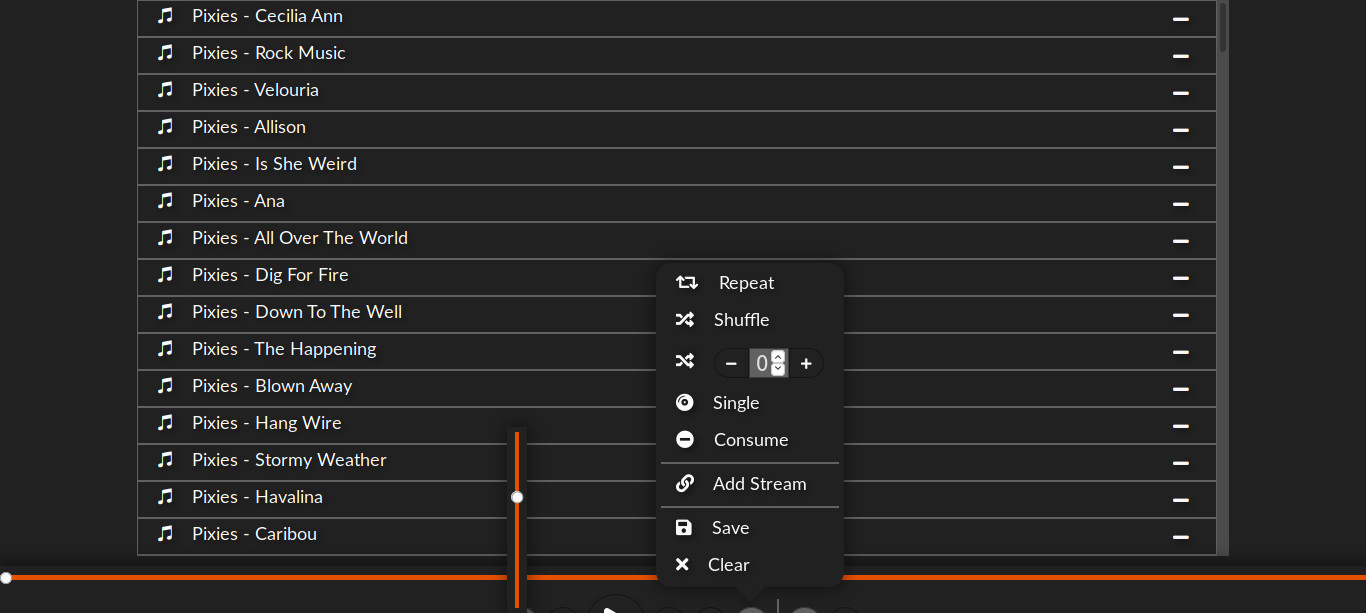 Pixies - Cecilia Ann
Pixies - Rock Music
Pixies - Velouria
Pixies - Allison
Pixies - Is She Weird
Pixies - Ana
Pixies - All Over The World
Pixies - Dig For Fire
Pixies - Down To The Well
Pixies - The Happening
Pixies - Blown Away
Pixies - Hang Wire
Pixies - Stormy Weather
Pixies - Havalina
Pixies - Caribou
Repeat
Shuffle
0
Single
Consume
Add Stream
Save
Clear